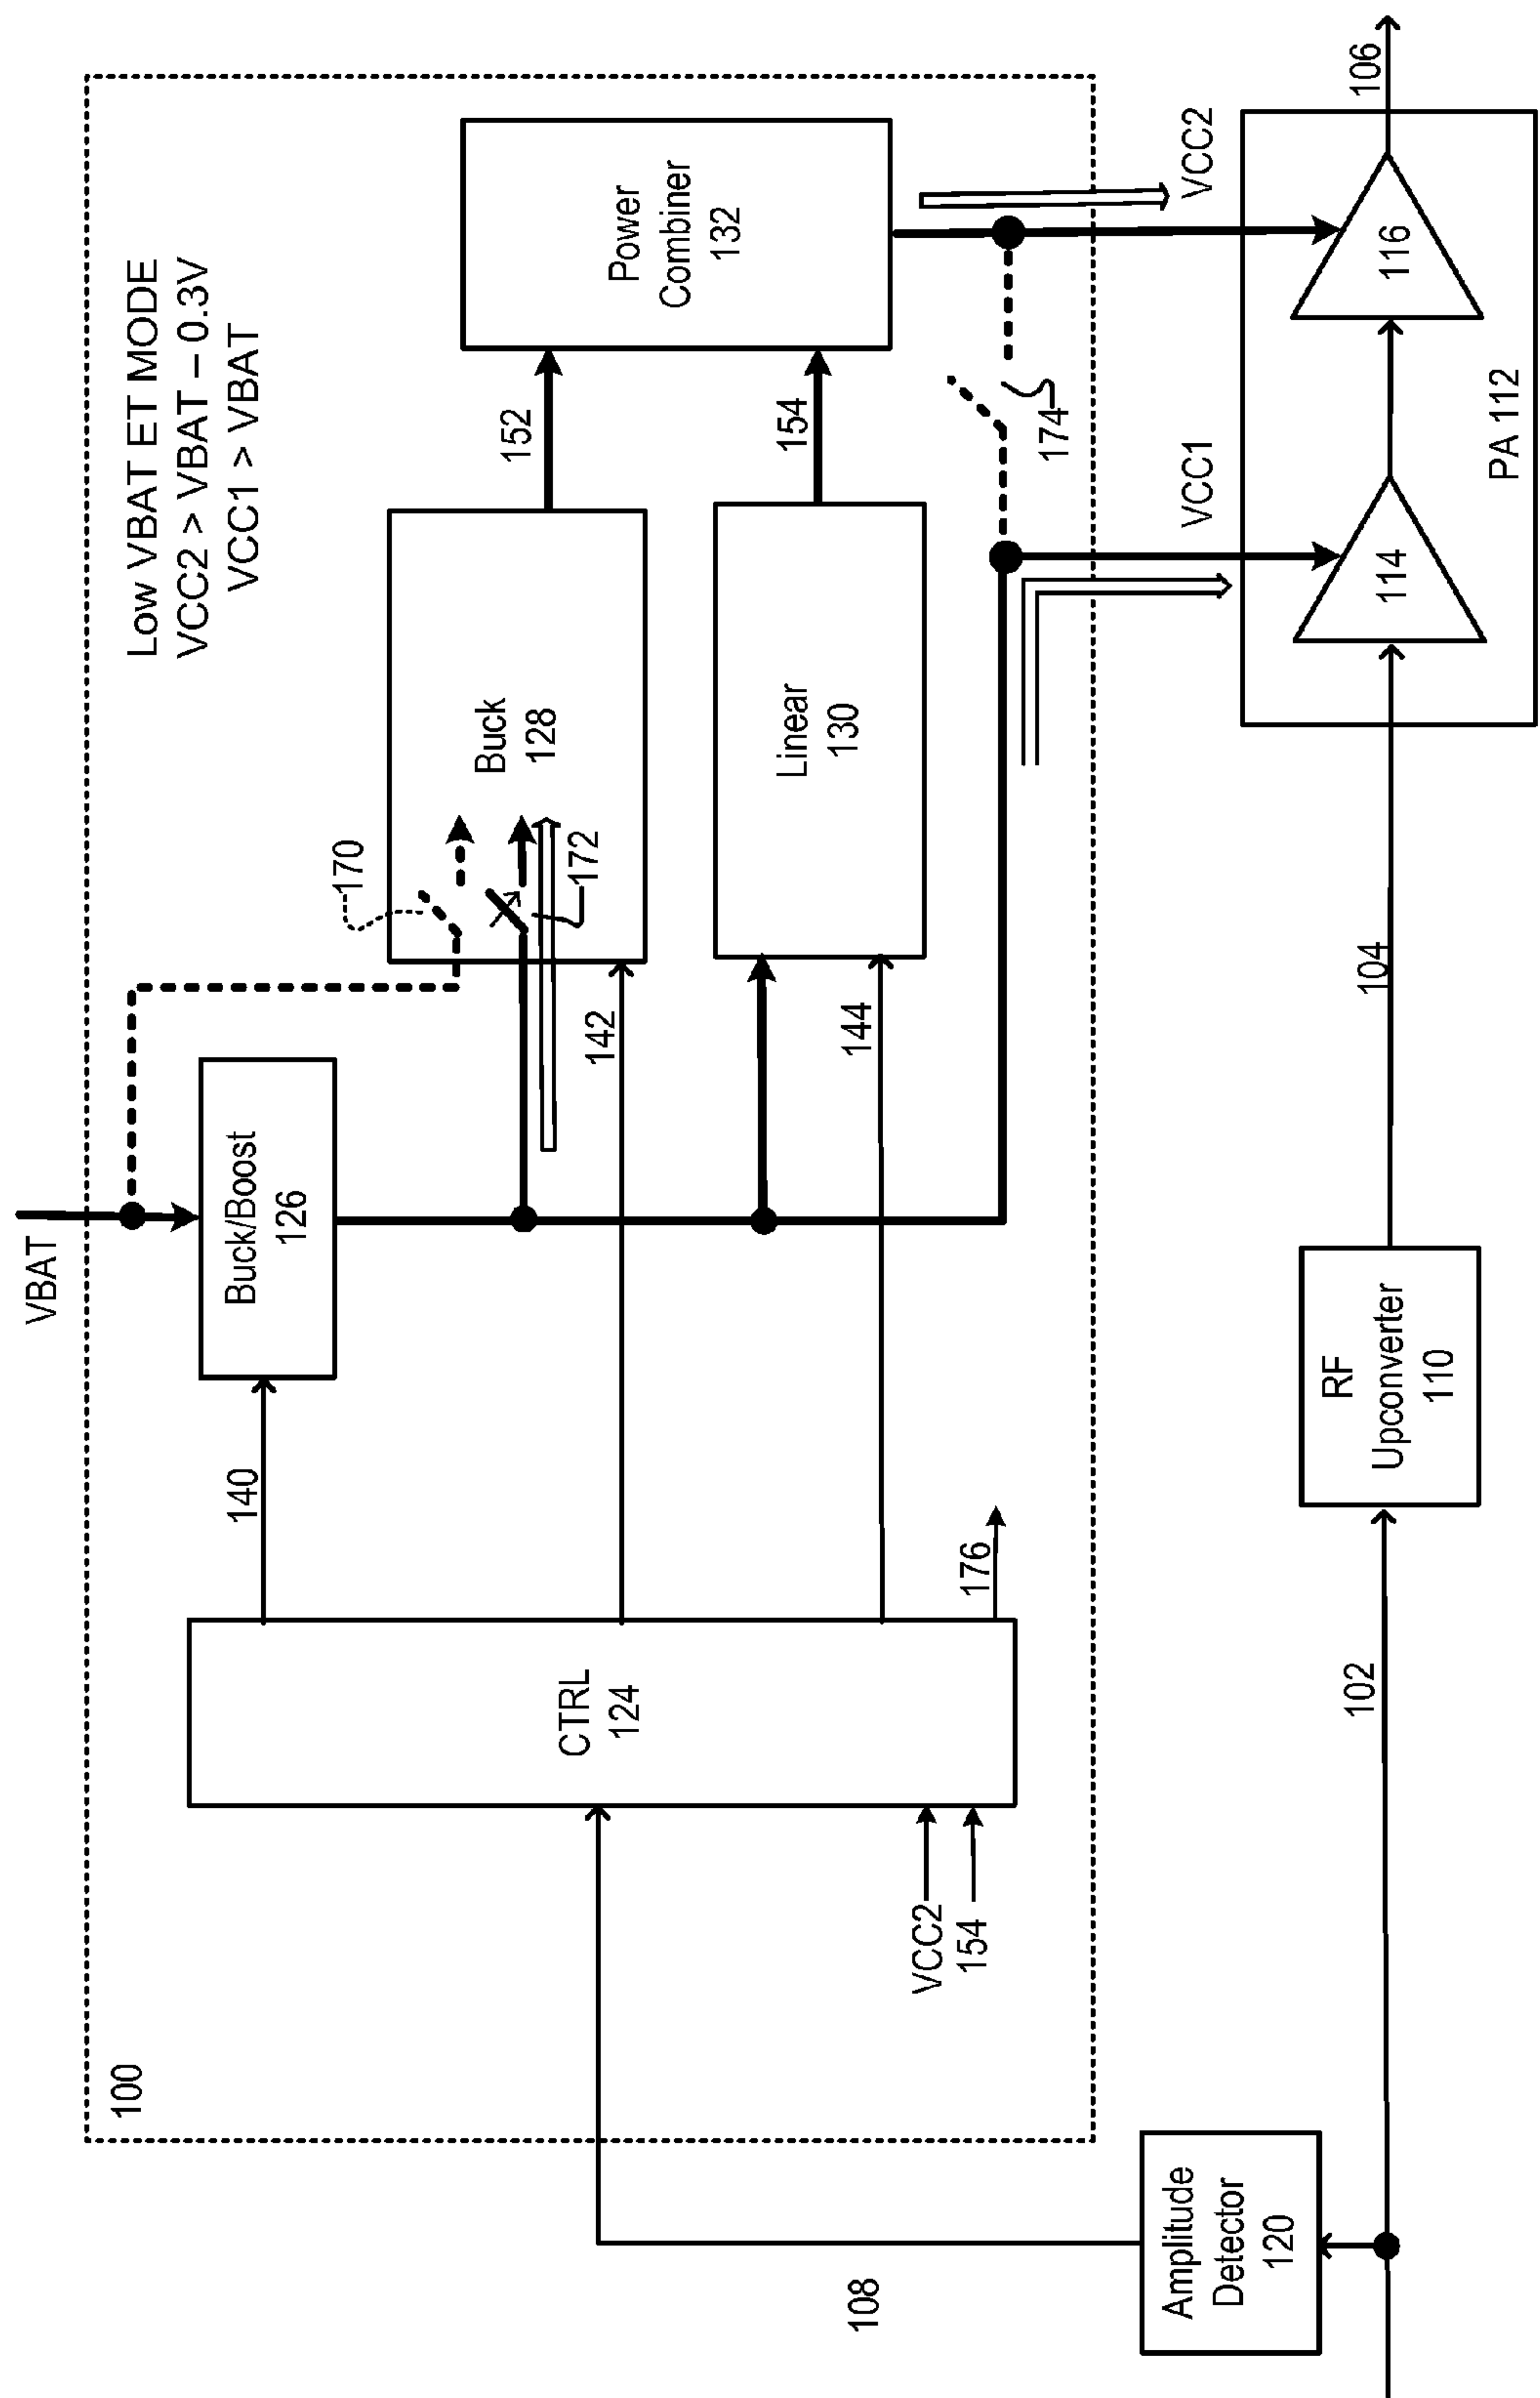 Low VBAT ET MODE
VCC2 > VBAT – 0.3V
VCC1 > VBAT
100
VBAT
Buck/Boost
126
140
CTRL
124
142
144
176
VCC2
154
170
172
Buck
128
152
Linear
130
154
Power
Combiner
132
174
VCC1
VCC2
108
Amplitude
Detector
120
102
RF
Upconverter
110
104
114
116
PA 112
106